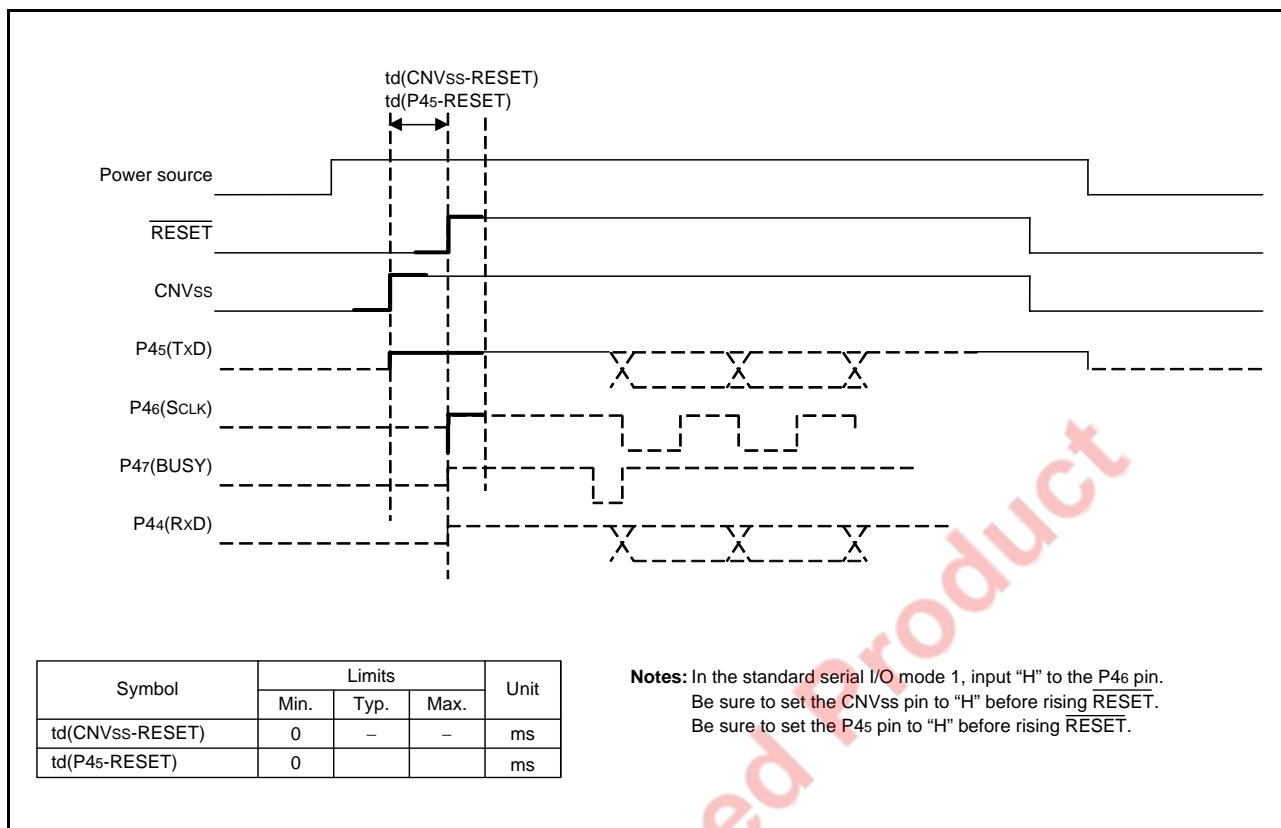 td(CNVss-RESET)
td(P45-RESET)
Power source
RESET
CNVss
P45(TxD)
P46(SCLK)
P47(BUSY)
P44(RxD)
Symbol Limits Unit
Min. Typ. Max.
td(CNVss-RESET) 0 – – ms
td(P45-RESET) 0 ms
Notes: In the standard serial I/O mode 1, input “H” to the P46 pin.
Be sure to set the CNVss pin to “H” before rising RESET.
Be sure to set the P45 pin to “H” before rising RESET.
ed Product